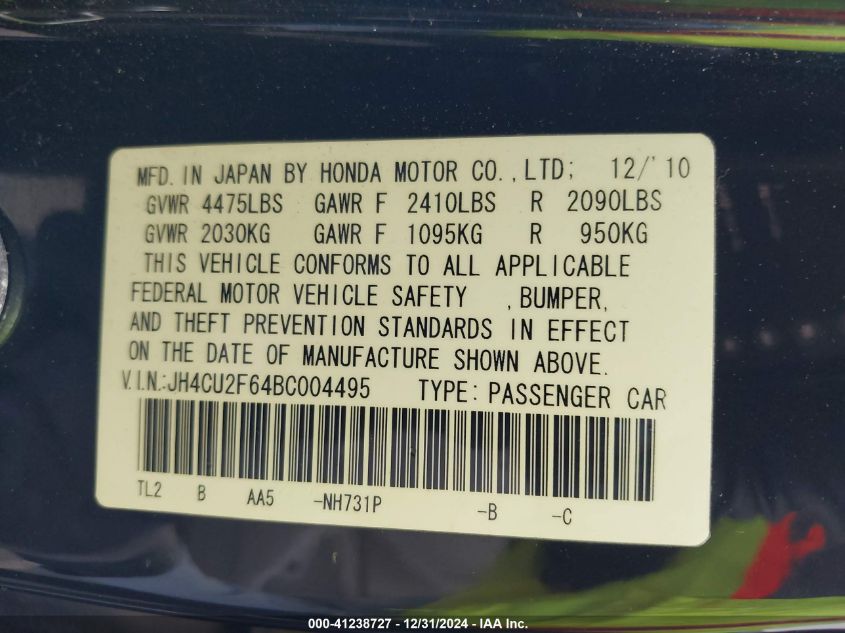 MFD. IN JAPAN BY HONDA MOTOR CO.,LTD; 12/'10
GVWR 4475LBS GAWR F 2410LBS R 2090LBS
GVWR 2030KG GAWR F 1095KG R 950KG
THIS VEHICLE CONFORMS TO ALL APPLICABLE
FEDERAL MOTOR VEHICLE SAFETY ,BUMPER,
AND THEFT PREVENTION STANDARDS IN EFFECT
ON THE DATE OF MANUFACTURE SHOWN ABOVE.
V.I.N.:JH4CU2F64BC004495 TYPE:PASSENGER CAR
TL2 B AA5 -NH731P -B -C
000-41238727 - 12/31/2024 - IAA Inc.